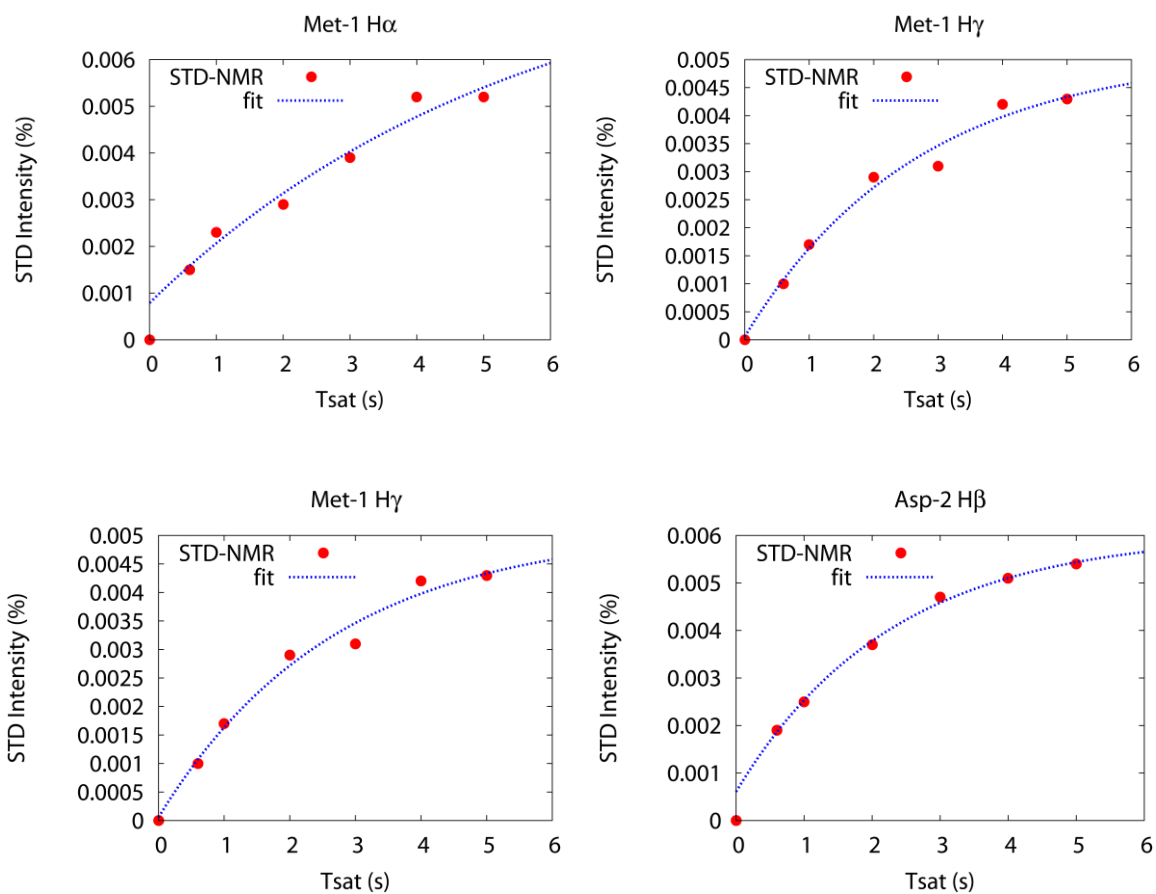 Met-1 Hα
0.006
0.005
0.004
0.003
0.002
0.001
0
STD-NMR
fit
STD Intensity (%)
0 1 2 3 4 5 6
Tsat (s)
Met-1 Hγ
0.005
0.0045
0.004
0.0035
0.003
0.0025
0.002
0.0015
0.001
0.0005
0
STD-NMR
fit
STD Intensity (%)
0 1 2 3 4 5 6
Tsat (s)
Met-1 Hγ
0.005
0.0045
0.004
0.0035
0.003
0.0025
0.002
0.0015
0.001
0.0005
0
STD-NMR
fit
STD Intensity (%)
0 1 2 3 4 5 6
Tsat (s)
Asp-2 Hβ
0.006
0.005
0.004
0.003
0.002
0.001
0
STD-NMR
fit
STD Intensity (%)
0 1 2 3 4 5 6
Tsat (s)